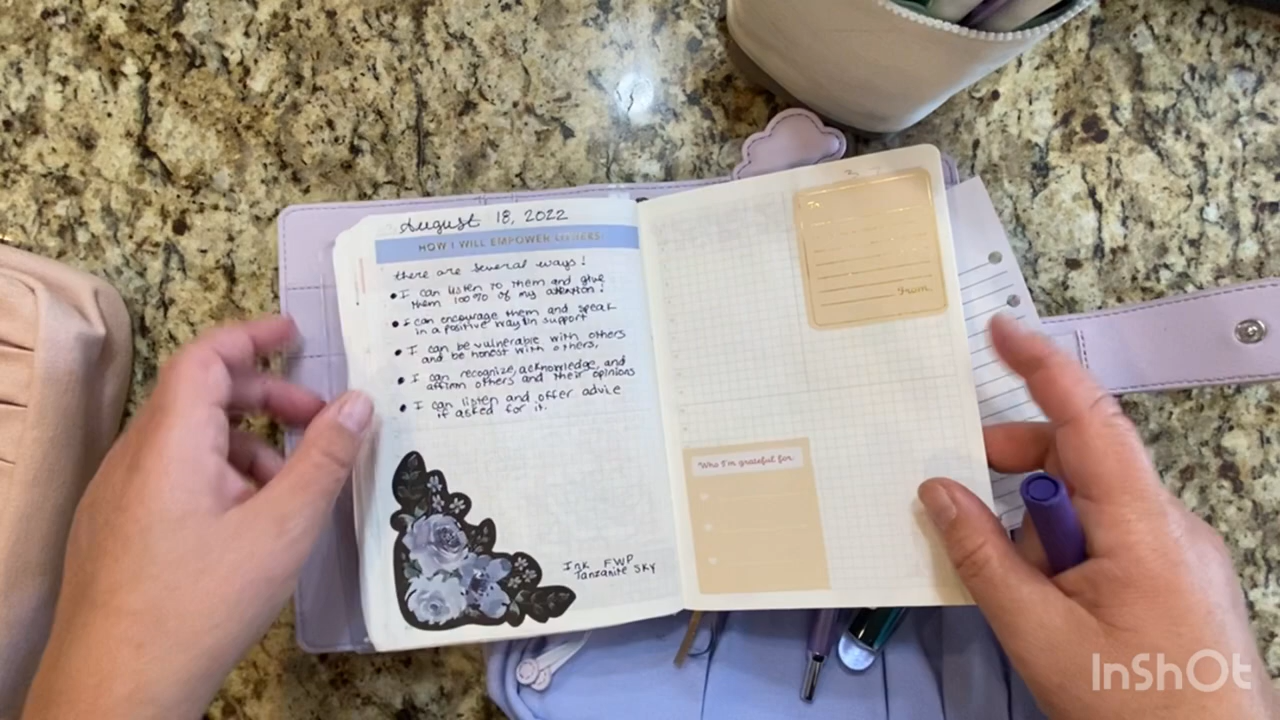 August 18, 2022
HOW I WILL EMPOWER OTHERS:
there are several ways!
• I can listen to them and give
them 100% of my attention!
• I can encourage them and speak
in a positive way in support
• I can be vulnerable with others
and be honest with others.
• I can recognize, acknowledge, and
affirm others and their opinions
• I can listen and offer advice
if asked for it.
Ink FWP
Tanzanite Sky
from,
Who I'm grateful for:
InShOt